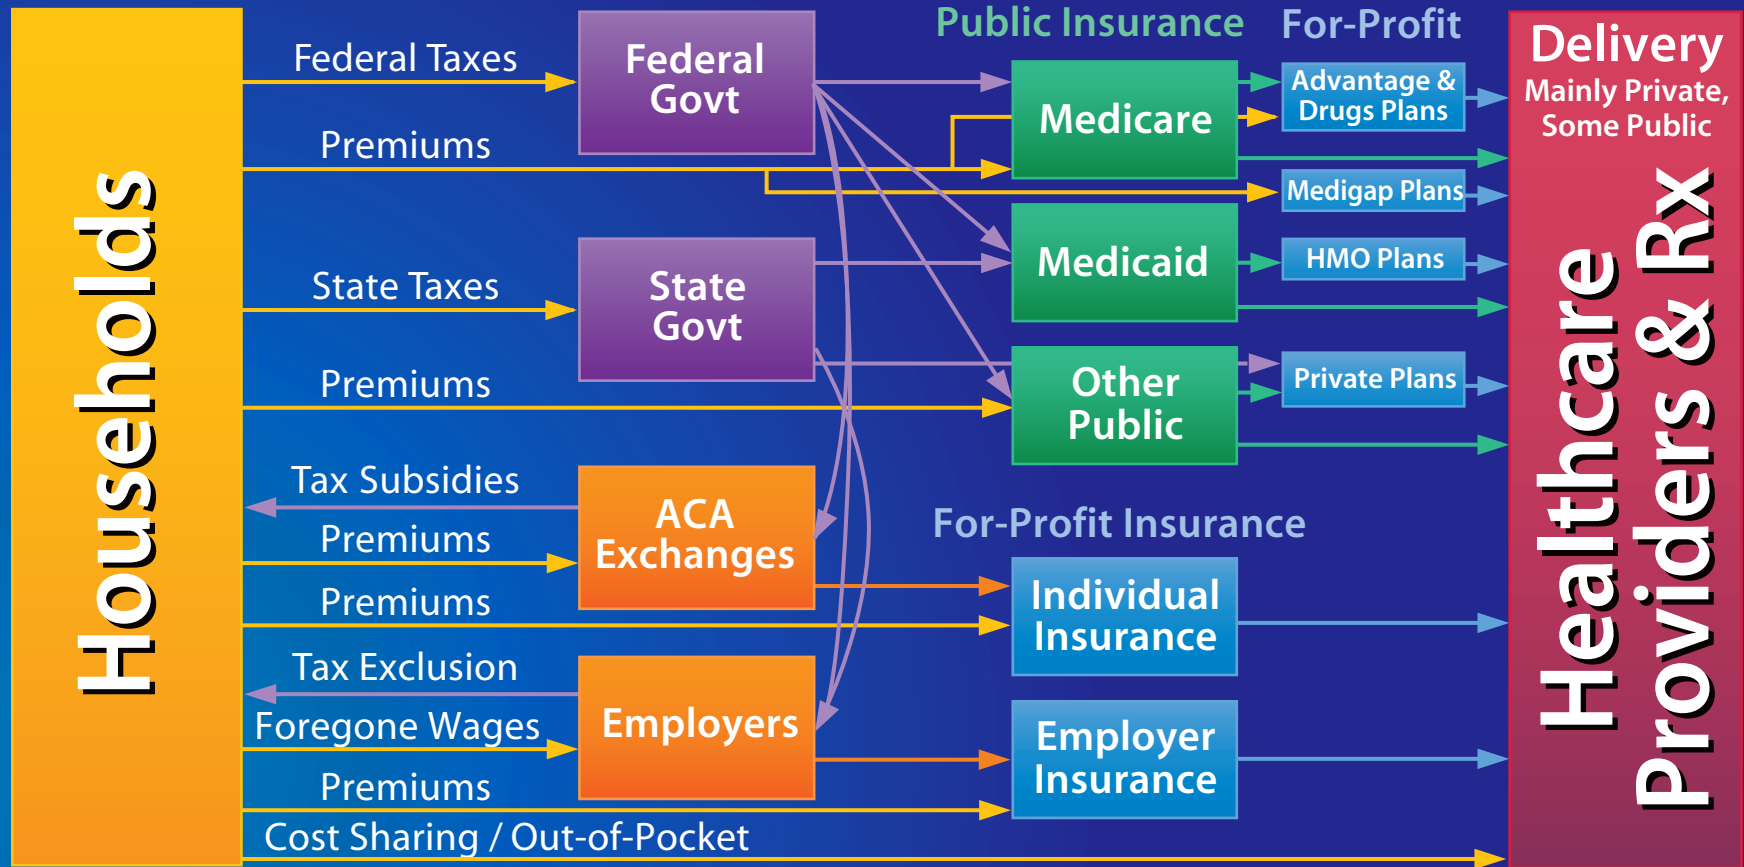 Households
Federal Taxes
Premiums
State Taxes
Premiums
Tax Subsidies
Premiums
Premiums
Tax Exclusion
Foregone Wages
Premiums
Cost Sharing / Out-of-Pocket
Federal
Govt
State
Govt
ACA
Exchanges
Employers
Public Insurance
Medicare
Medicaid
Other
Public
For-Profit Insurance
Individual
Insurance
Employer
Insurance
For-Profit
Advantage &
Drugs Plans
Medigap Plans
HMO Plans
Private Plans
Delivery
Mainly Private,
Some Public
Healthcare
Providers & Rx